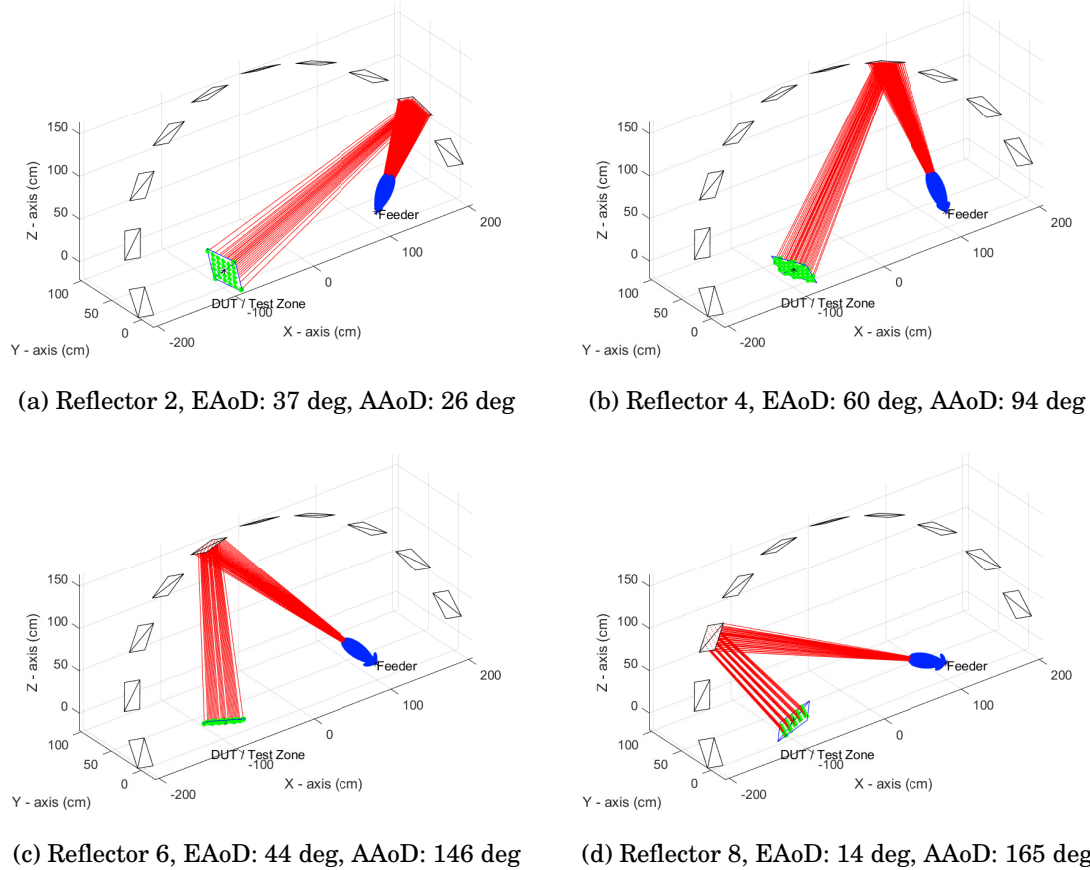 150
100
50
0
Z - axis (cm)
100
50
0
Y - axis (cm)
-200
-100
0
100
200
X - axis (cm)
DUT / Test Zone
Feeder
(a) Reflector 2, EAoD: 37 deg, AAoD: 26 deg
150
100
50
0
Z - axis (cm)
100
50
0
Y - axis (cm)
-200
-100
0
100
200
X - axis (cm)
DUT / Test Zone
Feeder
(b) Reflector 4, EAoD: 60 deg, AAoD: 94 deg
150
100
50
0
Z - axis (cm)
100
50
0
Y - axis (cm)
-200
-100
0
100
200
X - axis (cm)
DUT / Test Zone
Feeder
(c) Reflector 6, EAoD: 44 deg, AAoD: 146 deg
150
100
50
0
Z - axis (cm)
100
50
0
Y - axis (cm)
-200
-100
0
100
200
X - axis (cm)
DUT / Test Zone
Feeder
(d) Reflector 8, EAoD: 14 deg, AAoD: 165 deg